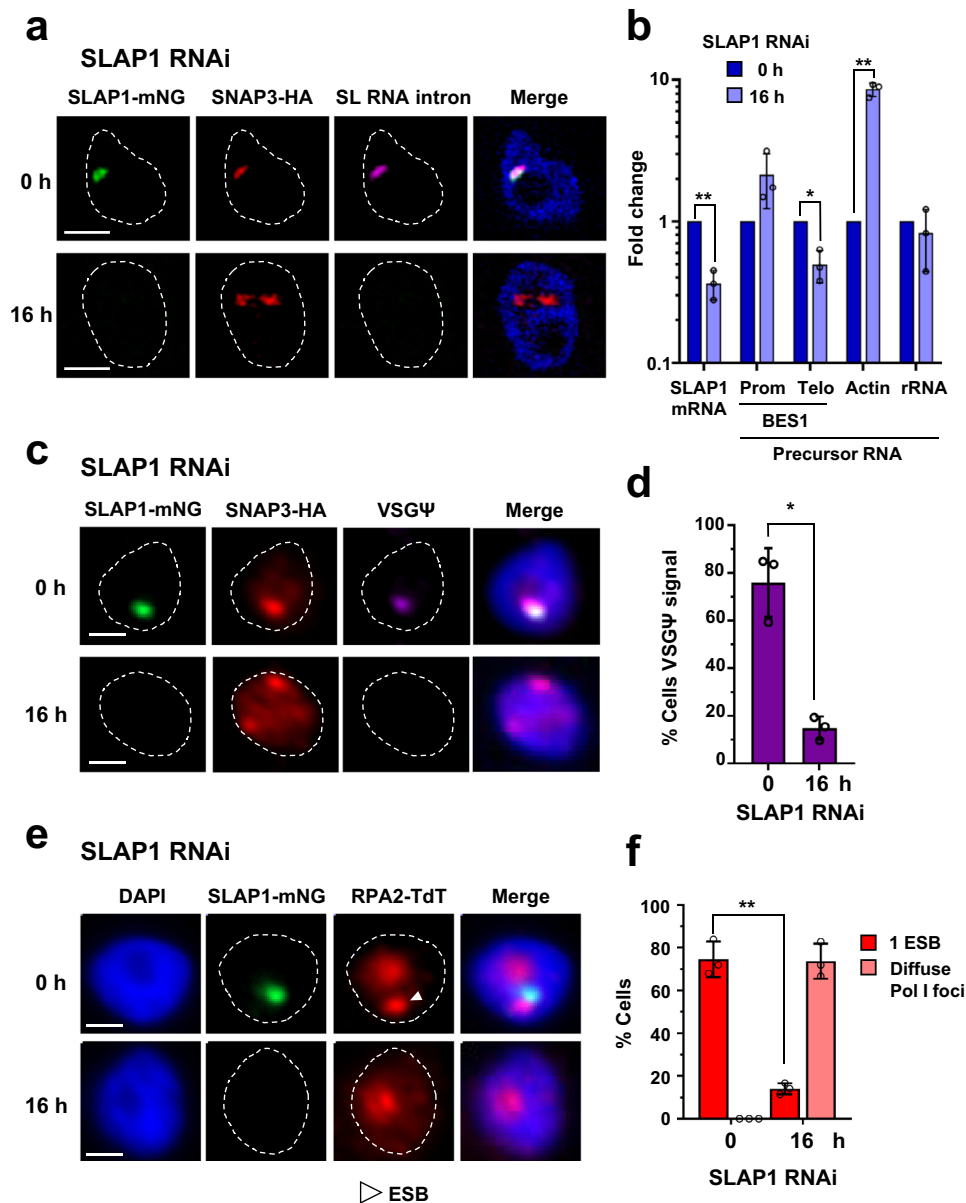 a
SLAP1 RNAi
SLAP1-mNG SNAP3-HA SL RNA intron Merge
0 h
16 h
b
SLAP1 RNAi
0 h
16 h
Fold change
10
1
0.1
** * **
SLAP1 mRNA Prom Telo Actin rRNA
BES1
Precursor RNA
c
SLAP1 RNAi
SLAP1-mNG SNAP3-HA VSGΨ Merge
0 h
16 h
d
% Cells VSGΨ signal
100
80
60
40
20
0
*
0 16 h
SLAP1 RNAi
e
SLAP1 RNAi
DAPI SLAP1-mNG RPA2-TdT Merge
0 h
16 h
ESB
f
% Cells
100
80
60
40
20
0
**
0 16 h
SLAP1 RNAi
1 ESB
Diffuse
Pol I foci